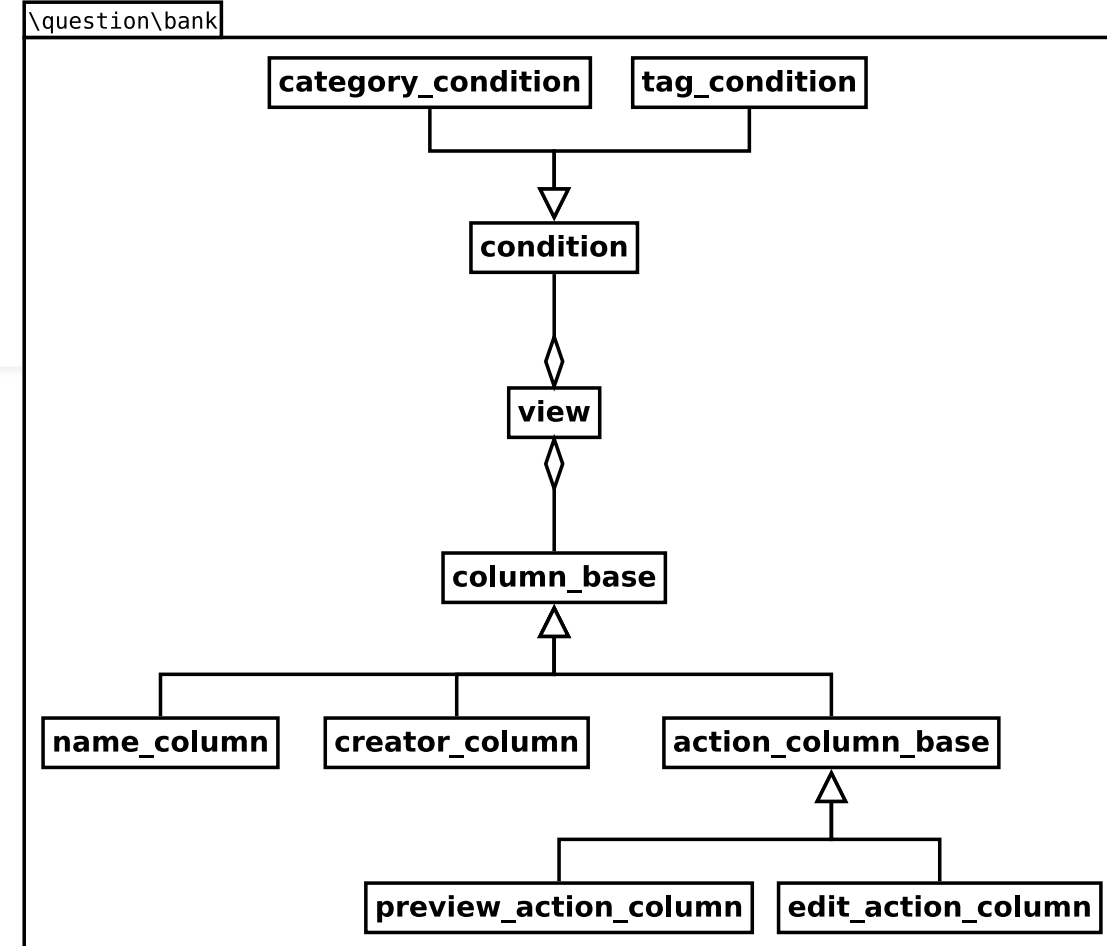 \question\bank
category_condition tag_condition
condition
view
column_base
name_column creator_column action_column_base
preview_action_column edit_action_column